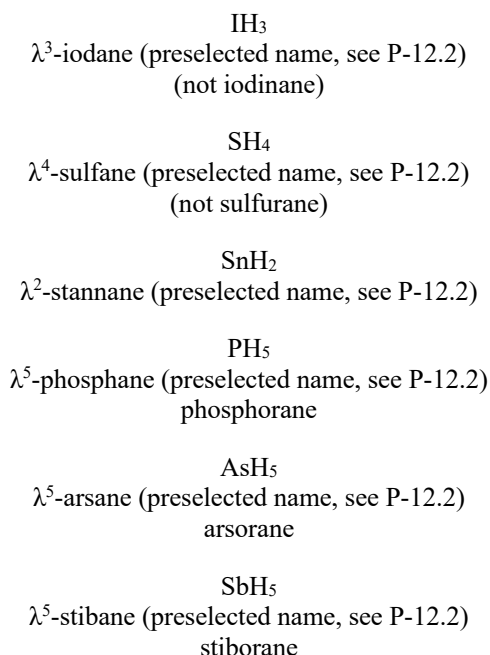 IH₃
λ³-iodane (preselected name, see P-12.2)
(not iodinane)
SH₄
λ⁴-sulfane (preselected name, see P-12.2)
(not sulfurane)
SnH₂
λ²-stannane (preselected name, see P-12.2)
PH₅
λ⁵-phosphane (preselected name, see P-12.2)
phosphorane
AsH₅
λ⁵-arsane (preselected name, see P-12.2)
arsorane
SbH₅
λ⁵-stibane (preselected name, see P-12.2)
stiborane